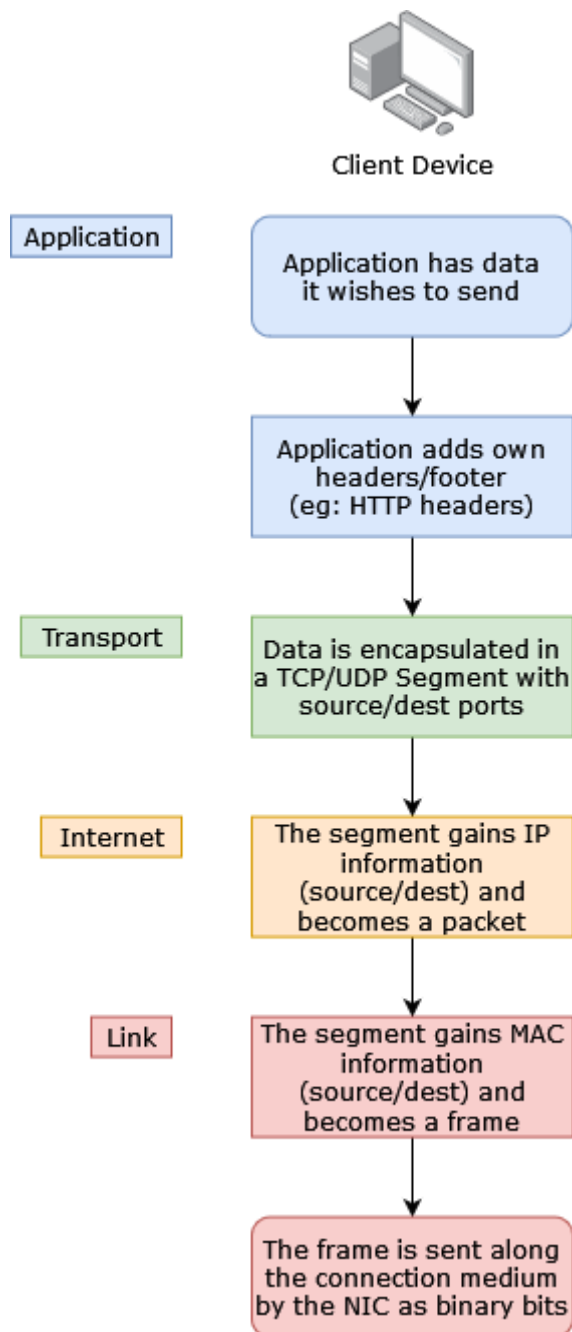 Client Device
Application
Application has data
it wishes to send
Application adds own
headers/footer
(eg: HTTP headers)
Transport
Data is encapsulated in
a TCP/UDP Segment with
source/dest ports
Internet
The segment gains IP
information
(source/dest) and
becomes a packet
Link
The segment gains MAC
information
(source/dest) and
becomes a frame
The frame is sent along
the connection medium
by the NIC as binary bits